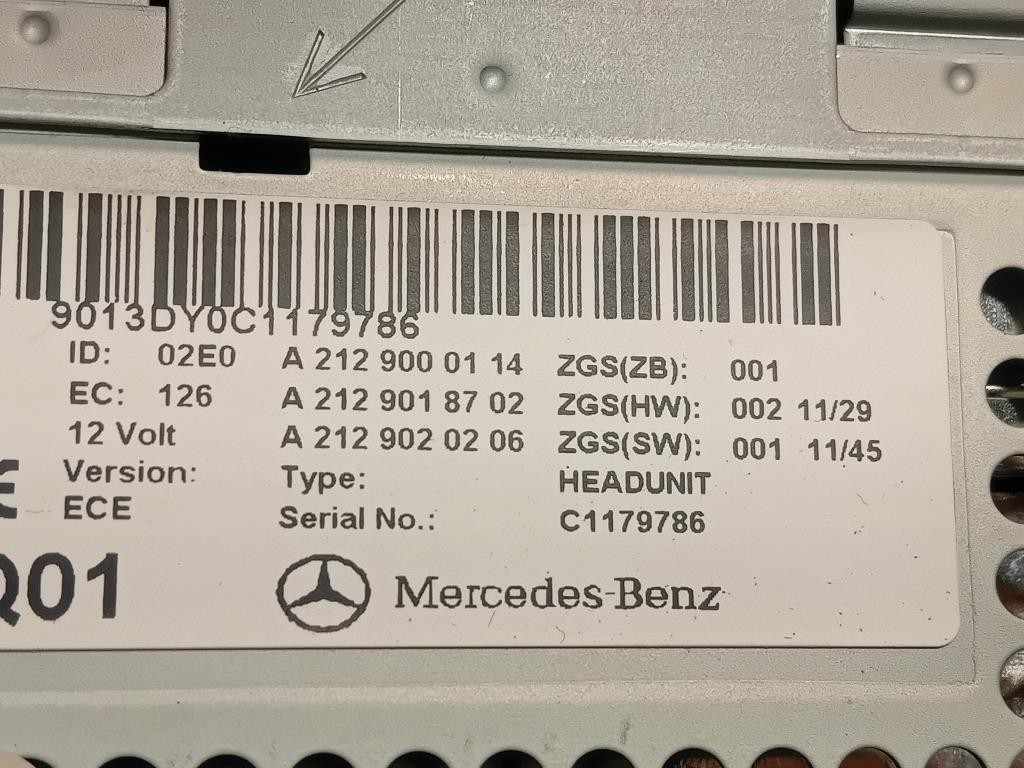 9013DY0C1179786
ID: 02E0 A 212 900 01 14 ZGS(ZB): 001
EC: 126 A 212 901 87 02 ZGS(HW): 002 11/29
12 Volt A 212 902 02 06 ZGS(SW): 001 11/45
Version: Type: HEADUNIT
ECE Serial No.: C1179786
Q01
Mercedes-Benz